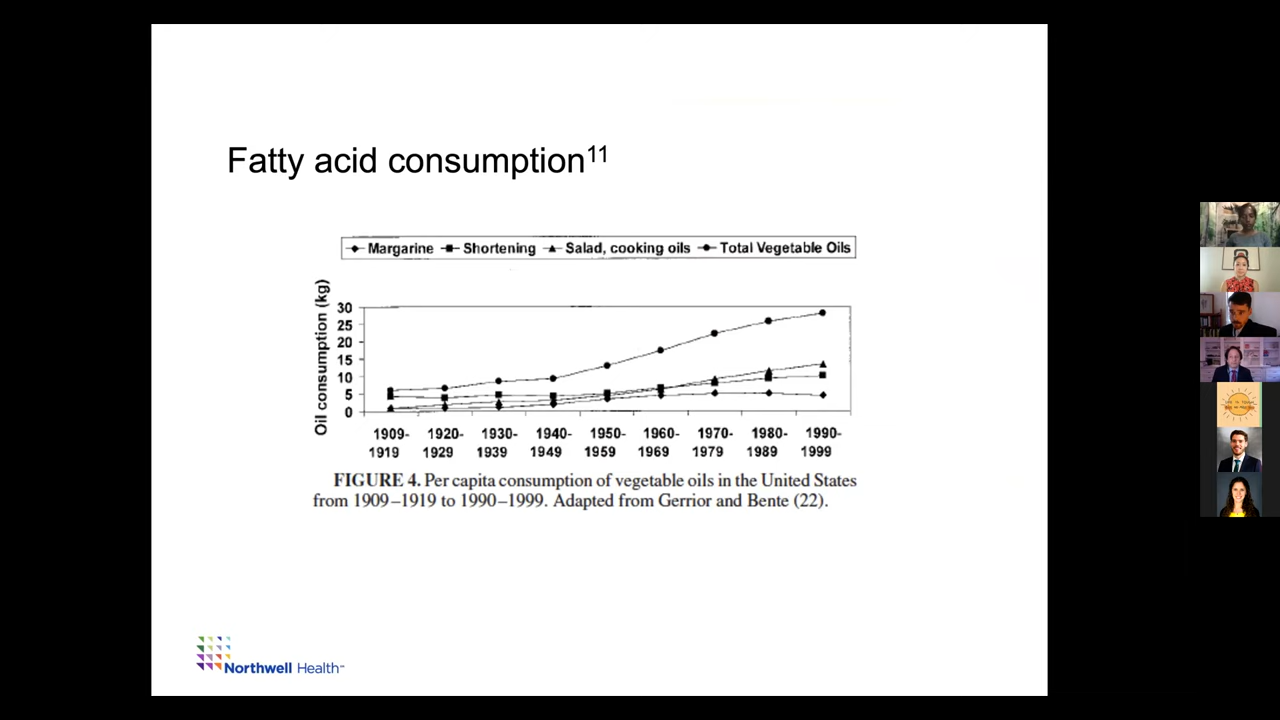 Fatty acid consumption11
Margarine Shortening Salad, cooking oils Total Vegetable Oils
Oil consumption (kg)
30
25
20
15
10
5
0
1909- 1920- 1930- 1940- 1950- 1960- 1970- 1980- 1990-
1919 1929 1939 1949 1959 1969 1979 1989 1999
FIGURE 4. Per capita consumption of vegetable oils in the United States
from 1909–1919 to 1990–1999. Adapted from Gerrior and Bente (22).
Northwell Health